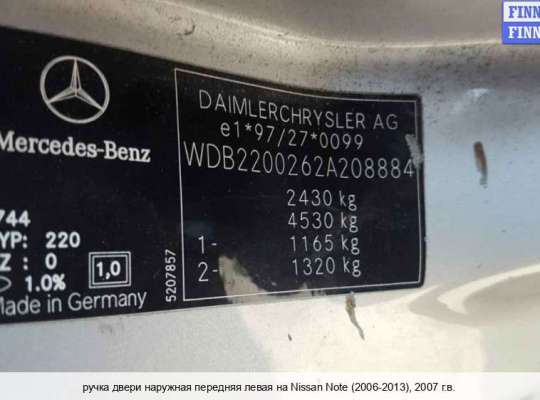 FINN
FINN
Mercedes-Benz
DAIMLERCHRYSLER AG
e1*97/27*0099
WDB2200262A208884
2430 kg
4530 kg
1- 1165 kg
2- 1320 kg
744
YP: 220
Z : 0
1.0%
1,0
5207857
Made in Germany
ручка двери наружная передняя левая на Nissan Note (2006-2013), 2007 г.в.